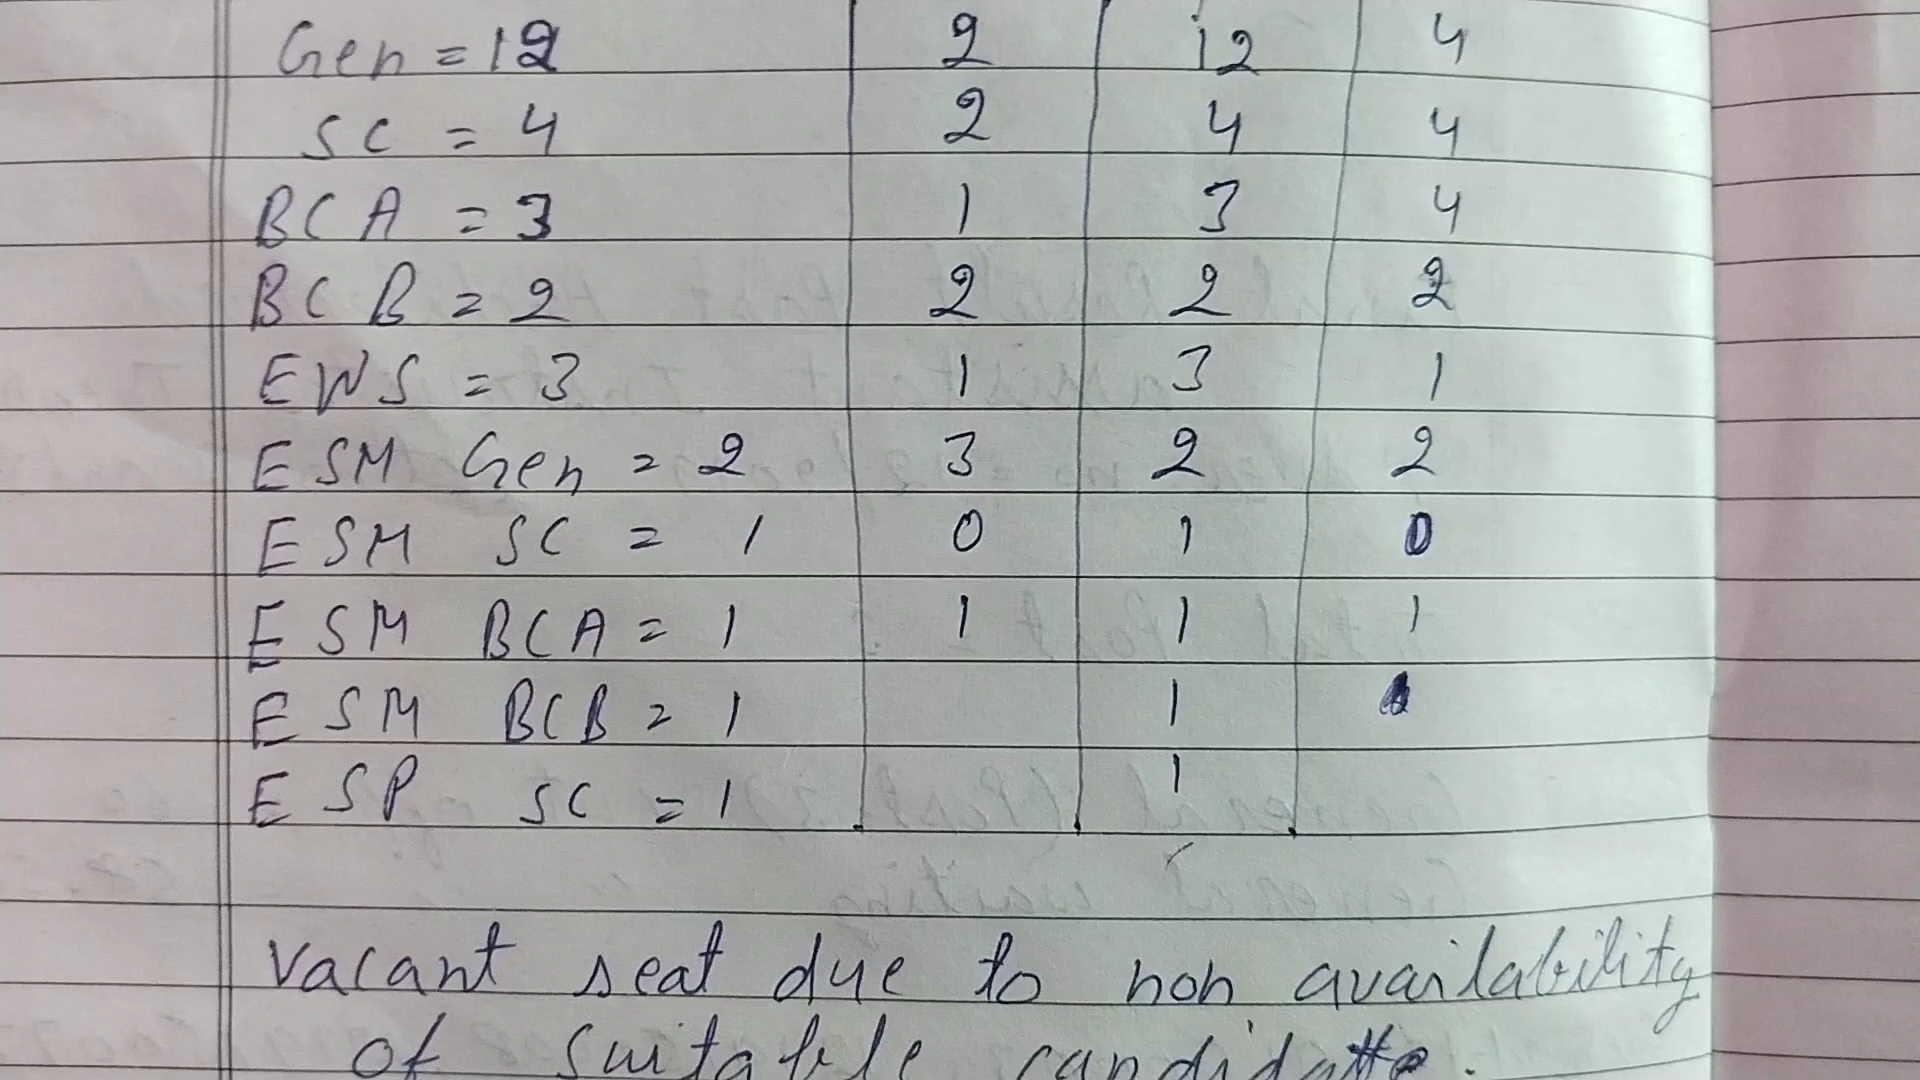 Gen = 12 2 12 4
SC = 4 2 4 4
BCA = 3 1 3 4
BCB = 2 2 2 2
EWS = 3 1 3 1
ESM Gen = 2 3 2 2
ESM SC = 1 0 1 0
ESM BCA = 1 1 1 1
ESM BCB = 1 1
ESP SC = 1 1
Vacant seat due to non availability
of suitable candidate.